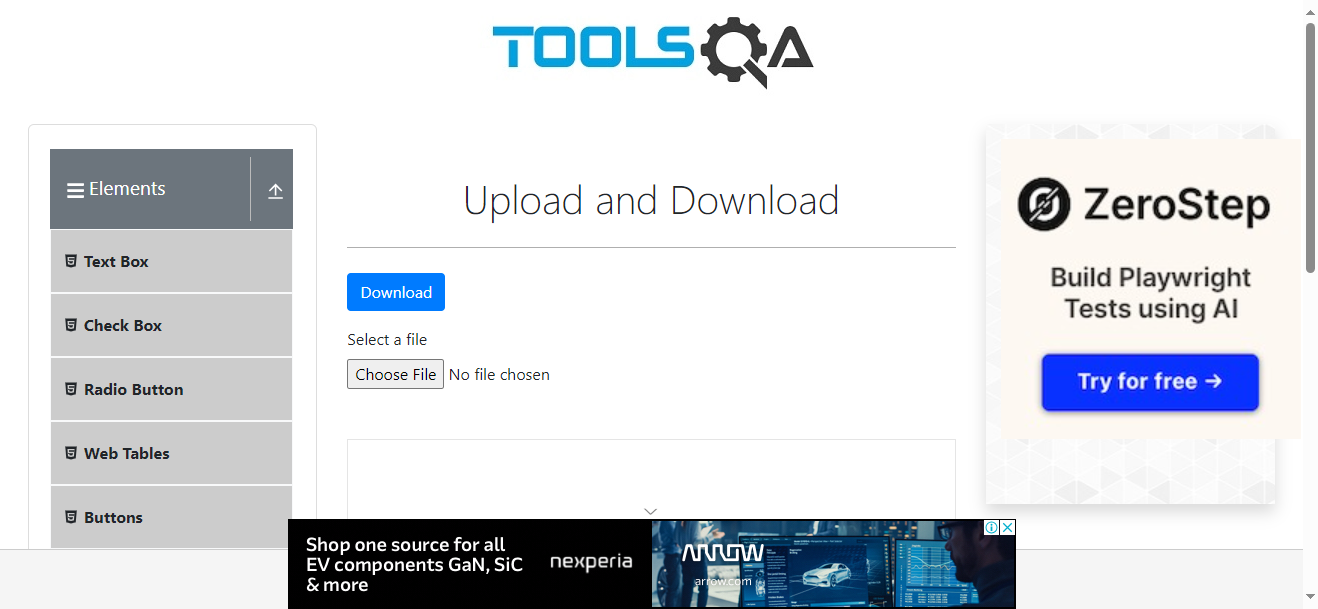 TOOLSQA
Elements
Text Box
Check Box
Radio Button
Web Tables
Buttons
Upload and Download
Download
Select a file
Choose File No file chosen
ZeroStep
Build Playwright
Tests using AI
Try for free →
Shop one source for all
EV components GaN, SiC
& more
nexperia
ARROW
arrow.com